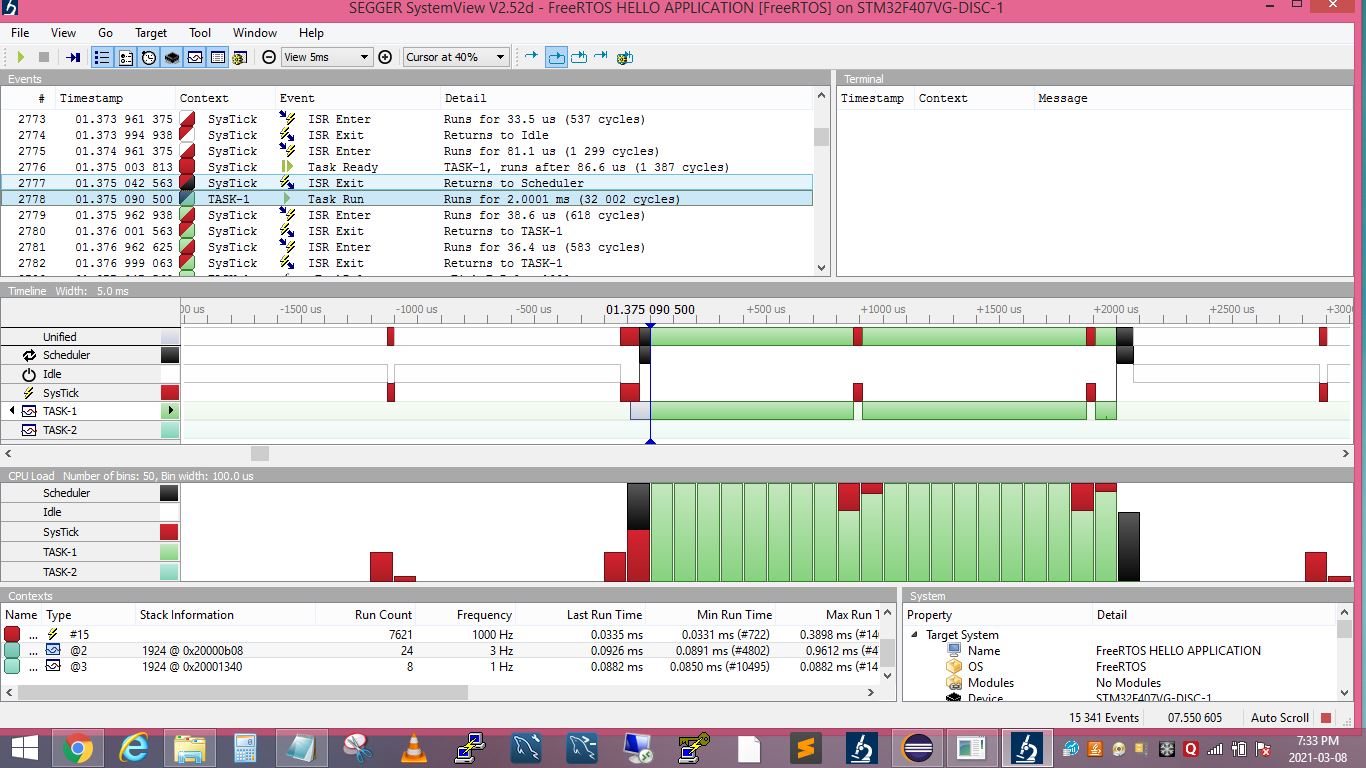 SEGGER SystemView V2.52d - FreeRTOS HELLO APPLICATION [FreeRTOS] on STM32F407VG-DISC-1
File View Go Target Tool Window Help
View 5ms Cursor at 40%
Events
# Timestamp Context Event Detail
2773 01.373 961 375 SysTick ISR Enter Runs for 33.5 us (537 cycles)
2774 01.373 994 938 SysTick ISR Exit Returns to Idle
2775 01.374 961 375 SysTick ISR Enter Runs for 81.1 us (1 299 cycles)
2776 01.375 003 813 SysTick Task Ready TASK-1, runs after 86.6 us (1 387 cycles)
2777 01.375 042 563 SysTick ISR Exit Returns to Scheduler
2778 01.375 090 500 TASK-1 Task Run Runs for 2.0001 ms (32 002 cycles)
2779 01.375 962 938 SysTick ISR Enter Runs for 38.6 us (618 cycles)
2780 01.376 001 563 SysTick ISR Exit Returns to TASK-1
2781 01.376 962 625 SysTick ISR Enter Runs for 36.4 us (583 cycles)
2782 01.376 999 063 SysTick ISR Exit Returns to TASK-1
Terminal
Timestamp Context Message
Timeline Width: 5.0 ms
00 us -1500 us -1000 us -500 us 01.375 090 500 +500 us +1000 us +1500 us +2000 us +2500 us +3000
Unified
Scheduler
Idle
SysTick
TASK-1
TASK-2
CPU Load Number of bins: 50, Bin width: 100.0 us
Scheduler
Idle
SysTick
TASK-1
TASK-2
Contexts
Name Type Stack Information Run Count Frequency Last Run Time Min Run Time Max Run T
... #15 7621 1000 Hz 0.0335 ms 0.0331 ms (#722) 0.3898 ms (#14
... @2 1924 @ 0x20000b08 24 3 Hz 0.0926 ms 0.0891 ms (#4802) 0.9612 ms (#4
... @3 1924 @ 0x20001340 8 1 Hz 0.0882 ms 0.0850 ms (#10495) 0.0882 ms (#14
System
Property Detail
Target System
Name FreeRTOS HELLO APPLICATION
OS FreeRTOS
Modules No Modules
Device STM32F407VG-DISC-1
15 341 Events 07.550 605 Auto Scroll
7:33 PM
2021-03-08